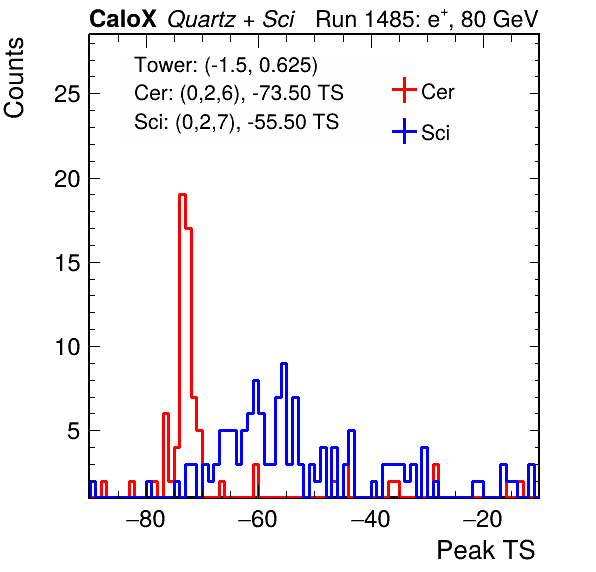 CaloX Quartz + Sci Run 1485: e⁺, 80 GeV
Tower: (-1.5, 0.625)
Cer: (0,2,6), -73.50 TS
Sci: (0,2,7), -55.50 TS
Cer
Sci
Counts
25
20
15
10
5
−80 −60 −40 −20
Peak TS